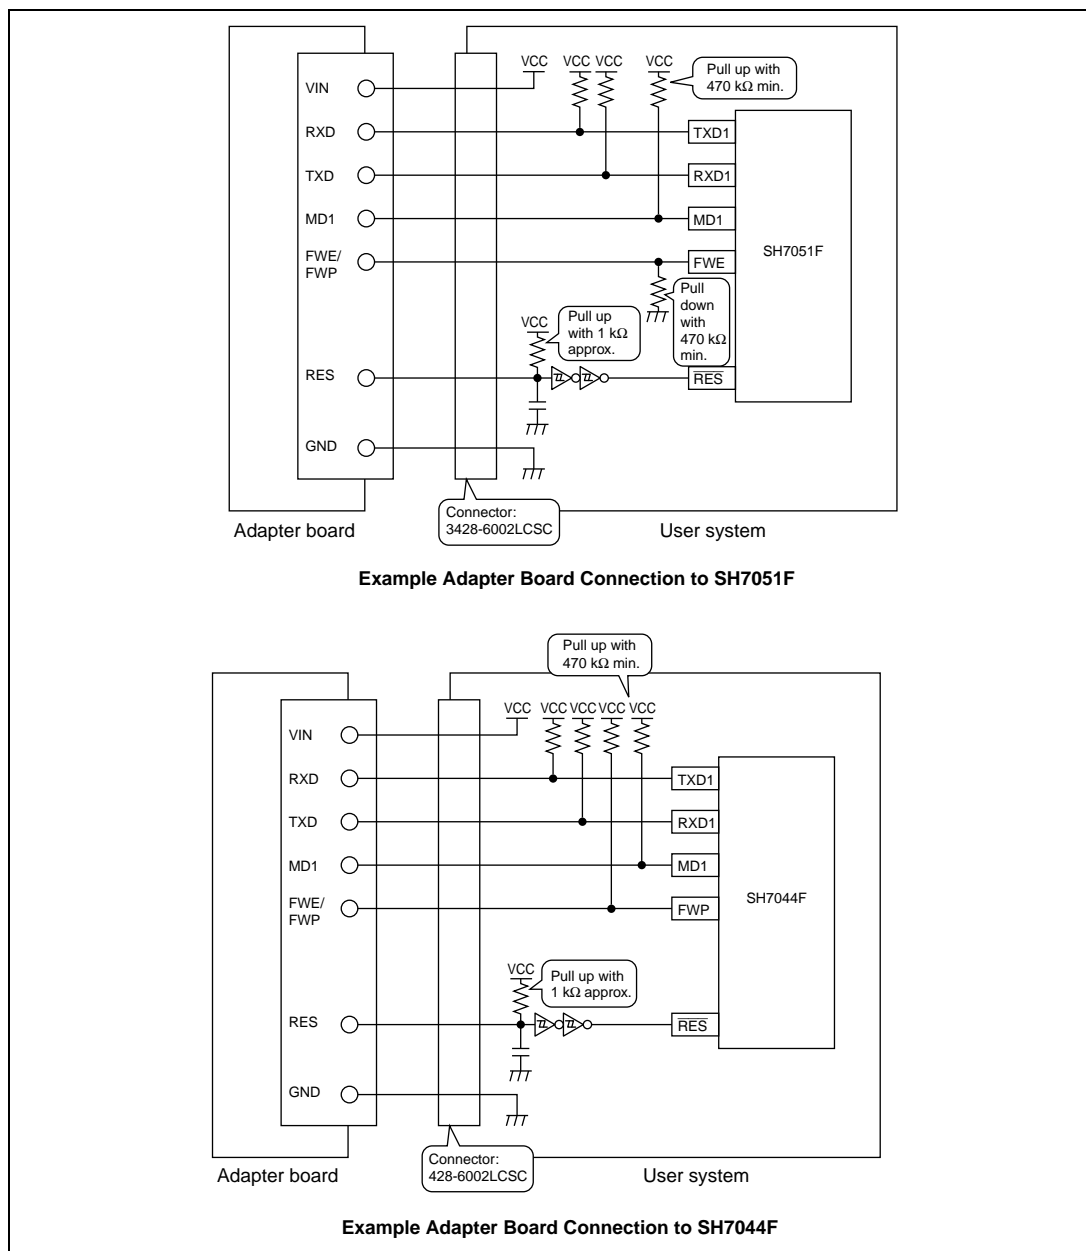 VCC VCC VCC VCC
Pull up with
470 kΩ min.
VIN
RXD
TXD1
TXD
RXD1
MD1
MD1
SH7051F
FWE/
FWP
FWE
Pull
down
with
470 kΩ
min.
VCC
Pull up
with 1 kΩ
approx.
RES
RES
GND
Connector:
3428-6002LCSC
Adapter board
User system
Example Adapter Board Connection to SH7051F
Pull up with
470 kΩ min.
VCC VCC VCC VCC VCC
VIN
RXD
TXD1
TXD
RXD1
MD1
MD1
SH7044F
FWE/
FWP
FWP
VCC
Pull up with
1 kΩ approx.
RES
RES
GND
Connector:
428-6002LCSC
Adapter board
User system
Example Adapter Board Connection to SH7044F